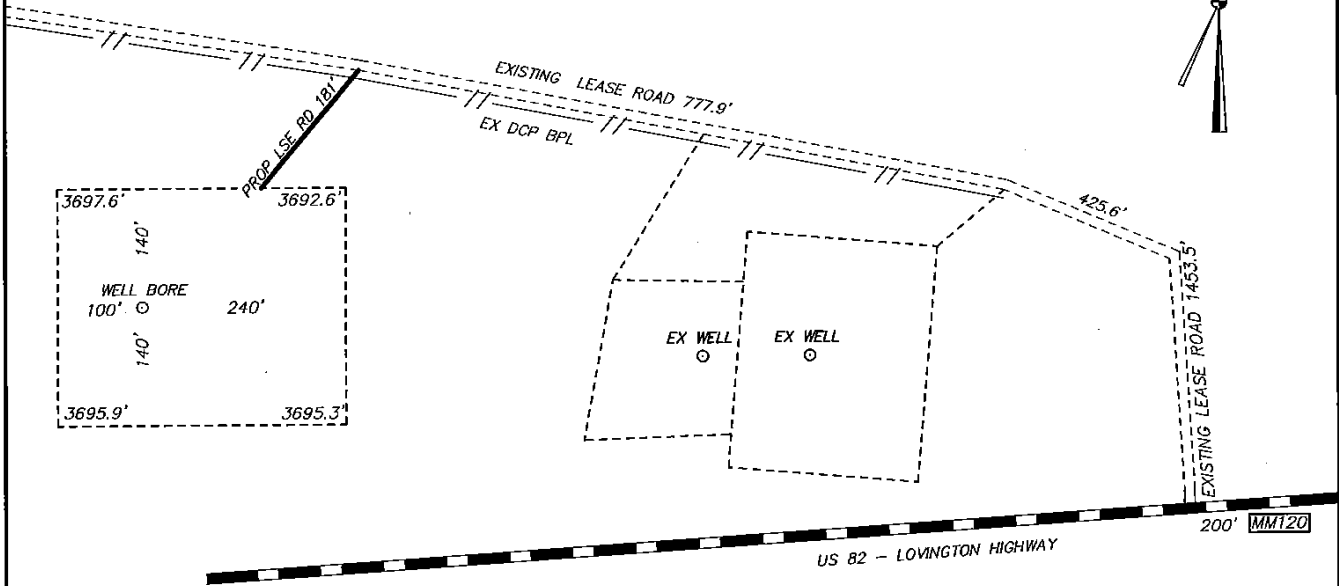 EXISTING LEASE ROAD 777.9'
EX DCP BPL
PROP LSE RD 181'
3697.6'
3692.6'
140'
WELL BORE
100'
240'
140'
3695.9'
3695.3'
EX WELL
EX WELL
425.6'
EXISTING LEASE ROAD 1453.5'
200'
MM120
US 82 – LOVINGTON HIGHWAY